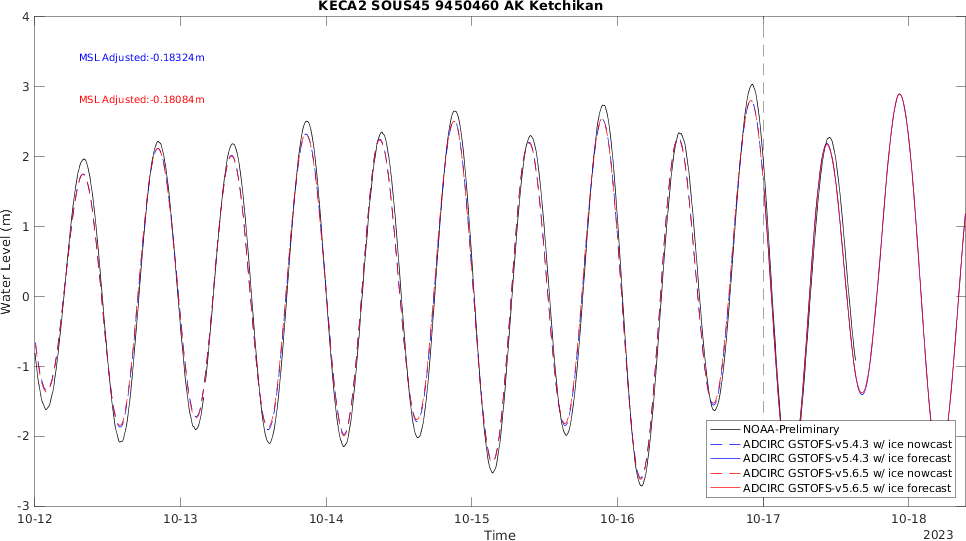 KECA2 SOUS45 9450460 AK Ketchikan
4
3
2
1
0
-1
-2
-3
Water Level (m)
MSL Adjusted:-0.18324m
MSL Adjusted:-0.18084m
NOAA-Preliminary
ADCIRC GSTOFS-v5.4.3 w/ ice nowcast
ADCIRC GSTOFS-v5.4.3 w/ ice forecast
ADCIRC GSTOFS-v5.6.5 w/ ice nowcast
ADCIRC GSTOFS-v5.6.5 w/ ice forecast
10-12 10-13 10-14 10-15 10-16 10-17 10-18
Time
2023